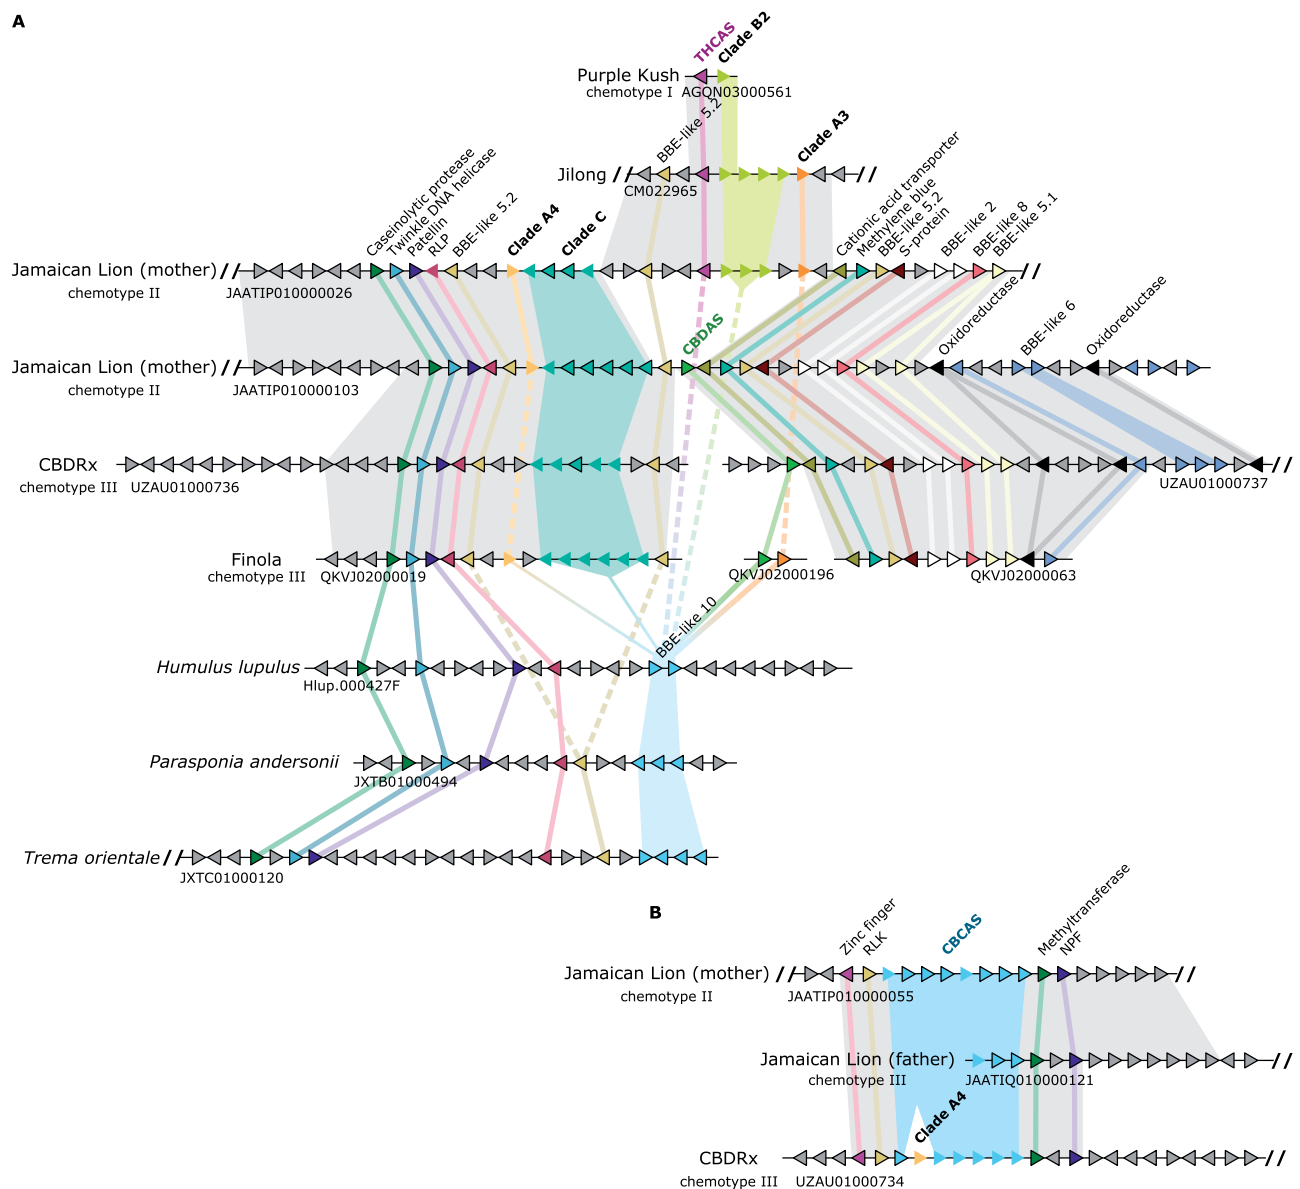 A
THCAS
Clade B2
Purple Kush
chemotype I
AGQN03000561
BBE-like 5.2
Clade A3
Jilong
CM022965
Caseinolytic protease
Twinkle DNA helicase
Patellin
RLP
BBE-like 5.2
Clade A4
Clade C
Cationic acid transporter
Methylene blue
BBE-like 5.2
S-protein
BBE-like 2
BBE-like 8
BBE-like 5.1
Jamaican Lion (mother)
chemotype II
JAATIP010000026
CBDAS
Oxidoreductase
BBE-like 6
Oxidoreductase
Jamaican Lion (mother)
chemotype II
JAATIP010000103
CBDRx
chemotype III
UZAU01000736
UZAU01000737
Finola
chemotype III
QKVJ02000019
QKVJ02000196
QKVJ02000063
BBE-like 10
Humulus lupulus
Hlup.000427F
Parasponia andersonii
JXTB01000494
Trema orientale
JXTC01000120
B
Zinc finger
RLK
CBCAS
Methyltransferase
NPF
Jamaican Lion (mother)
chemotype II
JAATIP010000055
Jamaican Lion (father)
chemotype III
JAATIQ010000121
Clade A4
CBDRx
chemotype III
UZAU01000734